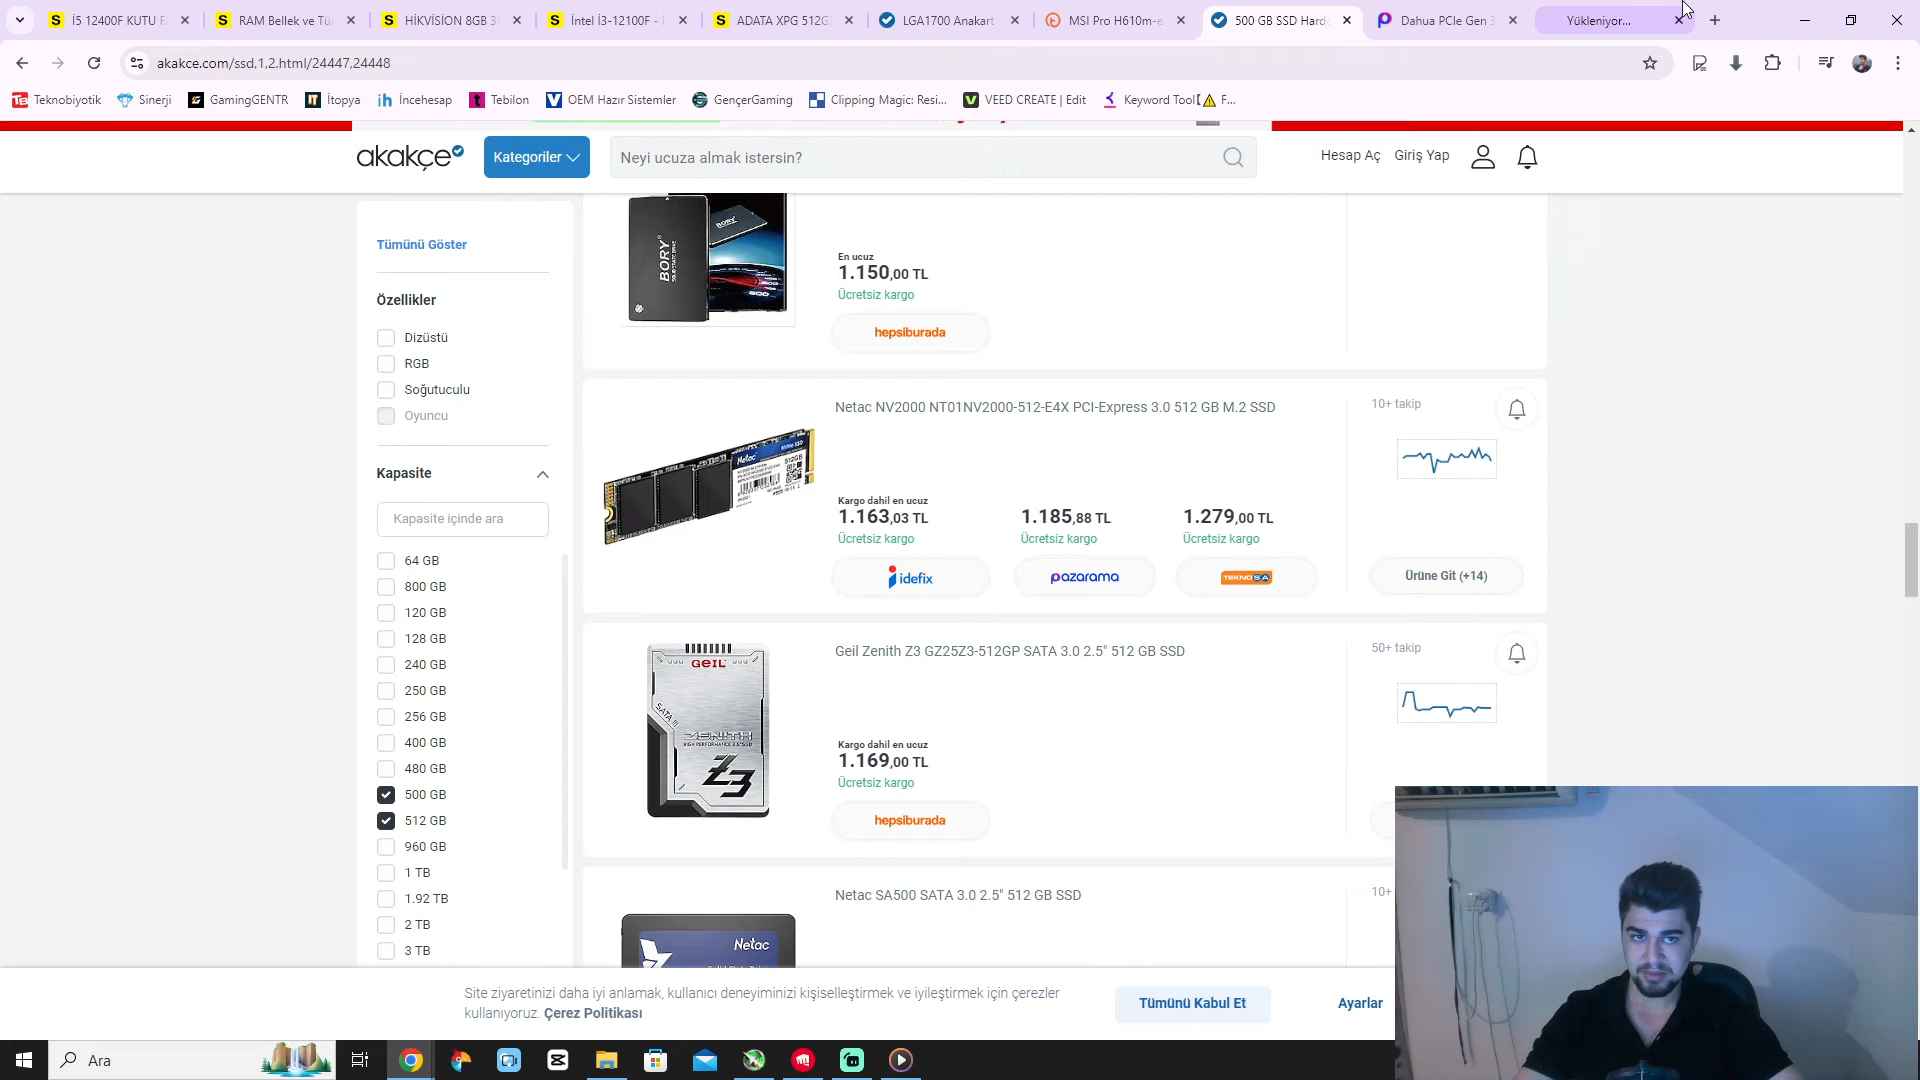 İ5 12400F KUTU F
RAM Bellek ve Tü
HİKVİSİON 8GB 3
İntel İ3-12100F -
ADATA XPG 512G
LGA1700 Anakart
MSI Pro H610m-e
500 GB SSD Hardd
Dahua PCIe Gen 3
Yükleniyor...
akakce.com/ssd,1,2.html/24447,24448
Teknobiyotik
Sinerji
GamingGENTR
İtopya
İncehesap
Tebilon
OEM Hazır Sistemler
GençerGaming
Clipping Magic: Resi...
VEED CREATE | Edit
Keyword Tool【⚠ F...
akakçe
Kategoriler
Neyi ucuza almak istersin?
Hesap Aç
Giriş Yap
Tümünü Göster
Özellikler
Dizüstü
RGB
Soğutuculu
Oyuncu
Kapasite
Kapasite içinde ara
64 GB
800 GB
120 GB
128 GB
240 GB
250 GB
256 GB
400 GB
480 GB
500 GB
512 GB
960 GB
1 TB
1.92 TB
2 TB
3 TB
BORY
En ucuz
1.150,00 TL
Ücretsiz kargo
hepsiburada
Netac NV2000 NT01NV2000-512-E4X PCI-Express 3.0 512 GB M.2 SSD
10+ takip
Netac
512GB
Kargo dahil en ucuz
1.163,03 TL
1.185,88 TL
1.279,00 TL
Ücretsiz kargo
Ücretsiz kargo
Ücretsiz kargo
idefix
pazarama
TEKNOSA
Ürüne Git (+14)
Geil Zenith Z3 GZ25Z3-512GP SATA 3.0 2.5" 512 GB SSD
50+ takip
GEIL
SATA III
ZENITH
Z3
Kargo dahil en ucuz
1.169,00 TL
Ücretsiz kargo
hepsiburada
Netac SA500 SATA 3.0 2.5" 512 GB SSD
10+
Netac
Site ziyaretinizi daha iyi anlamak, kullanıcı deneyiminizi kişiselleştirmek ve iyileştirmek için çerezler
kullanıyoruz. Çerez Politikası
Tümünü Kabul Et
Ayarlar
Ara